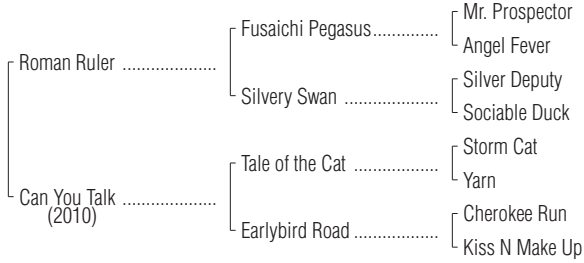 Mr. Prospector
Fusaichi Pegasus..............
Angel Fever
Roman Ruler ....................
Silver Deputy
Silvery Swan ....................
Sociable Duck
Storm Cat
Tale of the Cat ..................
Yarn
Can You Talk ....................
(2010)
Cherokee Run
Earlybird Road ..................
Kiss N Make Up